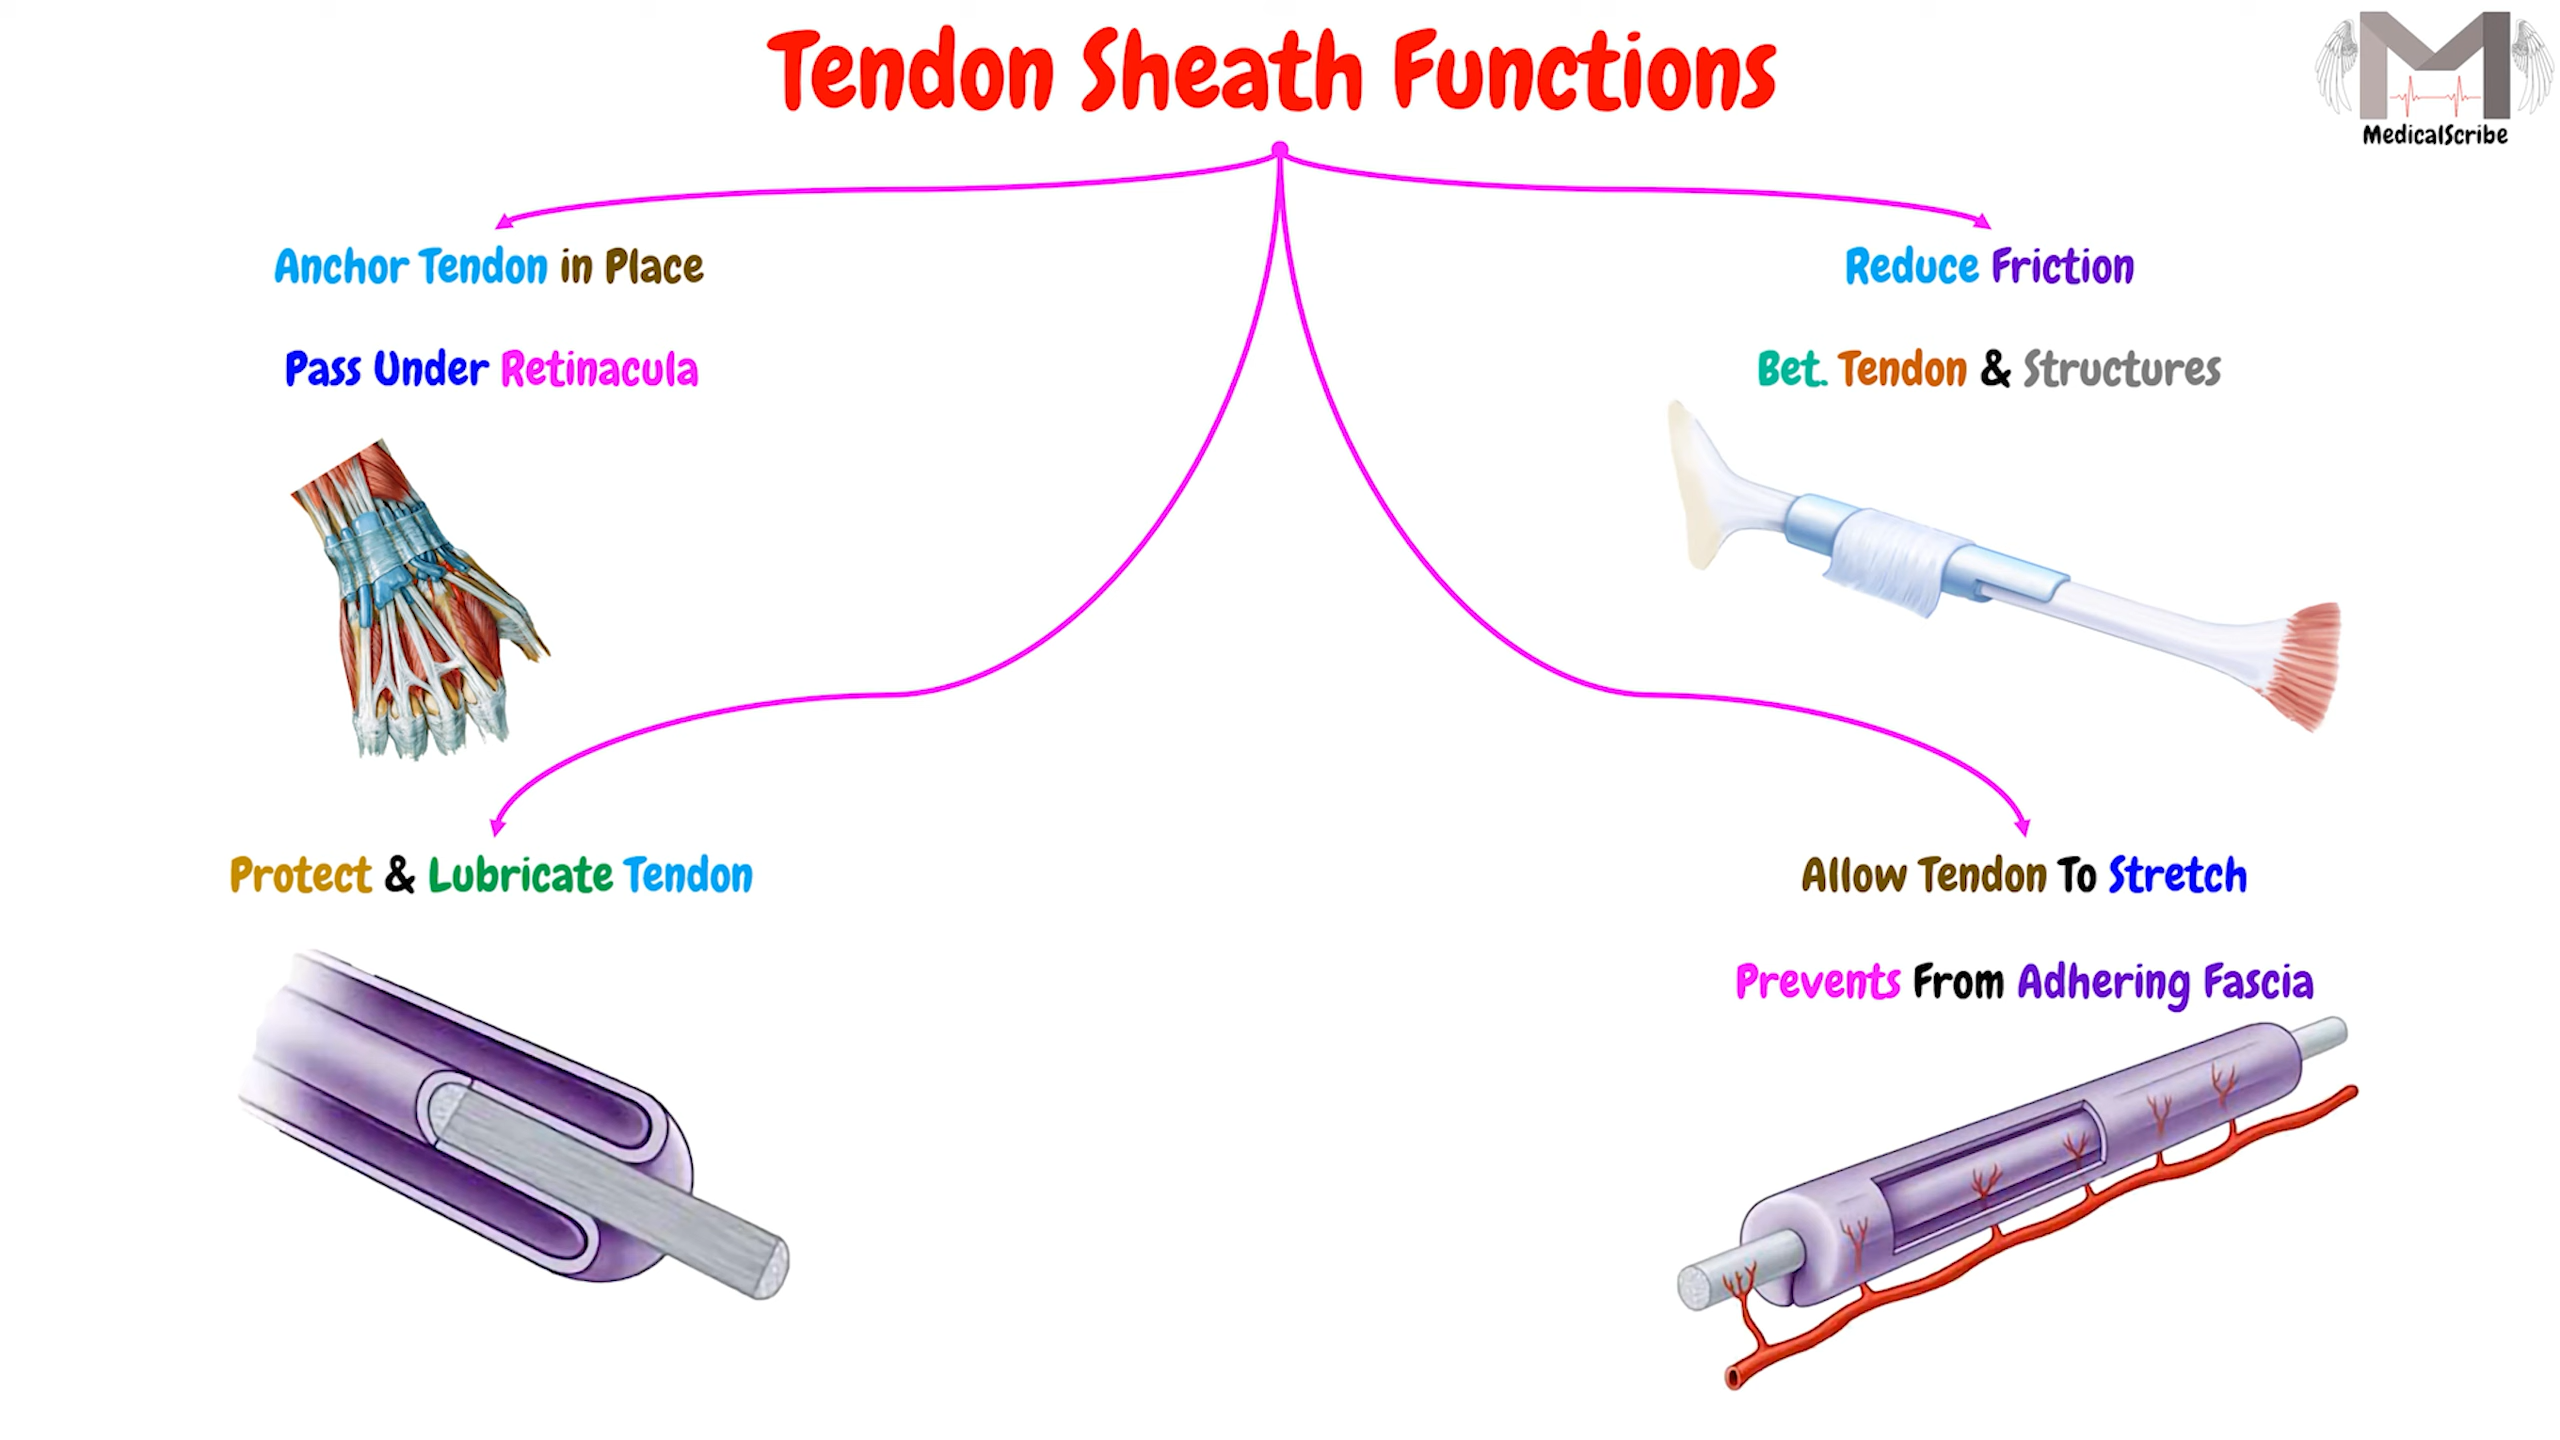 Tendon Sheath Functions
MedicalScribe
Anchor Tendon in Place
Pass Under Retinacula
Reduce Friction
Bet. Tendon & Structures
Protect & Lubricate Tendon
Allow Tendon To Stretch
Prevents From Adhering Fascia